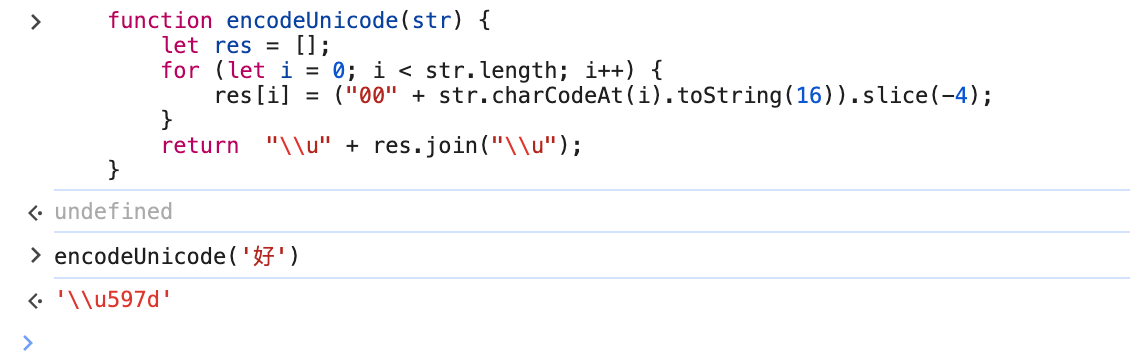 function encodeUnicode(str) {
let res = [];
for (let i = 0; i < str.length; i++) {
res[i] = ("00" + str.charCodeAt(i).toString(16)).slice(-4);
}
return  "\\u" + res.join("\\u");
}
undefined
encodeUnicode('好')
'\\u597d'